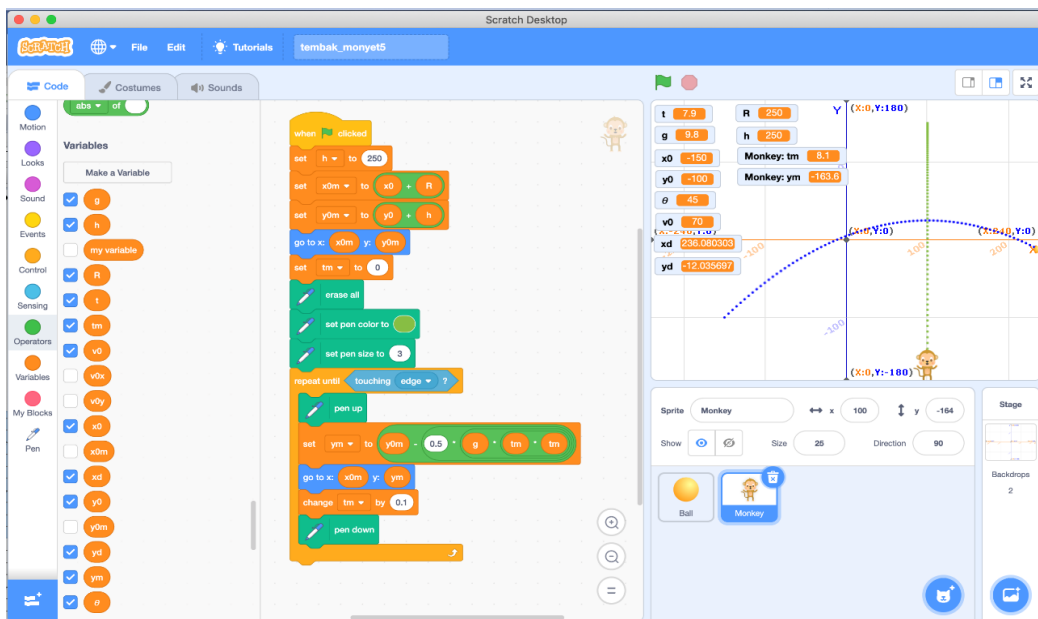 Scratch Desktop
SCRATCH
File
Edit
Tutorials
tembak_monyet5
Code
Costumes
Sounds
Motion
Looks
Sound
Events
Control
Sensing
Operators
Variables
My Blocks
Pen
abs of
Variables
Make a Variable
g
h
my variable
R
t
tm
v0
v0x
v0y
x0
x0m
xd
y0
y0m
yd
ym
θ
when clicked
set h to 250
set x0m to x0 + R
set y0m to y0 + h
go to x: x0m y: y0m
set tm to 0
erase all
set pen color to
set pen size to 3
repeat until touching edge ?
pen up
set ym to y0m - 0.5 * g * tm * tm
go to x: x0m y: ym
change tm by 0.1
pen down
t 7.9
R 250
Y (X:0,Y:180)
g 9.8
h 250
x0 -150
Monkey: tm 8.1
y0 -100
Monkey: ym -163.6
θ 45
v0 70
(X:0,Y:0)
xd 236.080303
-100
100
200
X
yd -12.035697
-100
(X:0,Y:-180)
Sprite Monkey
x 100
y -164
Show
Size 25
Direction 90
Ball
Monkey
Stage
Backdrops
2